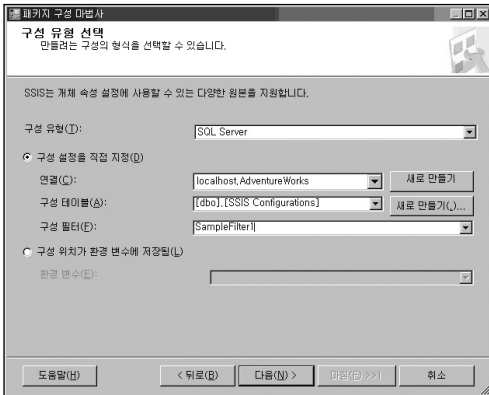 패키지 구성 마법사
구성 유형 선택
만들려는 구성의 형식을 선택할 수 있습니다.
SSIS는 개체 속성 설정에 사용할 수 있는 다양한 원본을 지원합니다.
구성 유형(T): SQL Server
구성 설정을 직접 지정(D)
연결(C): localhost.AdventureWorks 새로 만들기
구성 테이블(A): [dbo].[SSIS Configurations] 새로 만들기(.)...
구성 필터(F): SampleFilter1
구성 위치가 환경 변수에 저장됨(L)
환경 변수(E):
도움말(H) < 뒤로(B) 다음(N) > 마침(F) >>| 취소